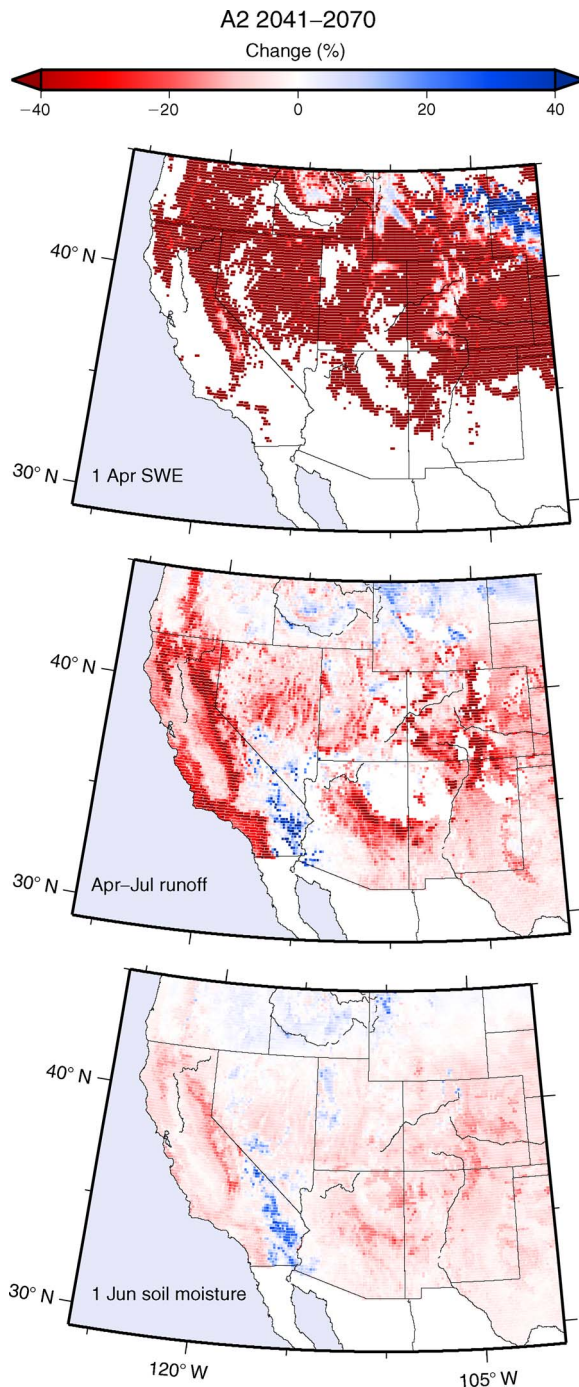 A2 2041–2070
Change (%)
−40 −20 0 20 40
40° N
30° N
1 Apr SWE
40° N
30° N
Apr–Jul runoff
40° N
30° N
1 Jun soil moisture
120° W 105° W